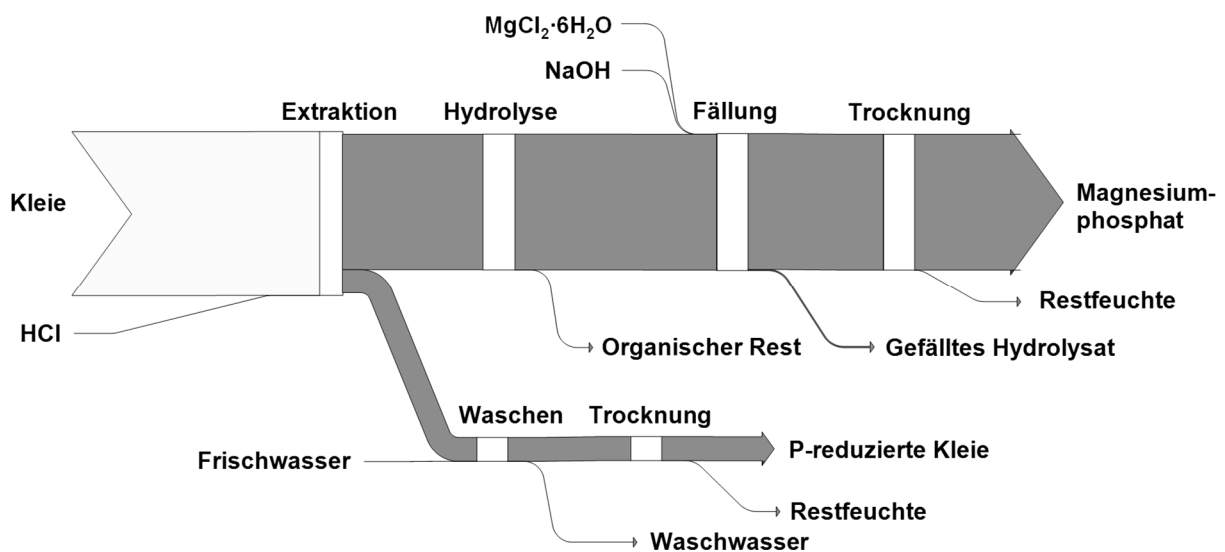 MgCl₂·6H₂O
NaOH
Extraktion
Hydrolyse
Fällung
Trocknung
Kleie
Magnesium-
phosphat
HCl
Restfeuchte
Organischer Rest
Gefälltes Hydrolysat
Waschen
Trocknung
Frischwasser
P-reduzierte Kleie
Restfeuchte
Waschwasser